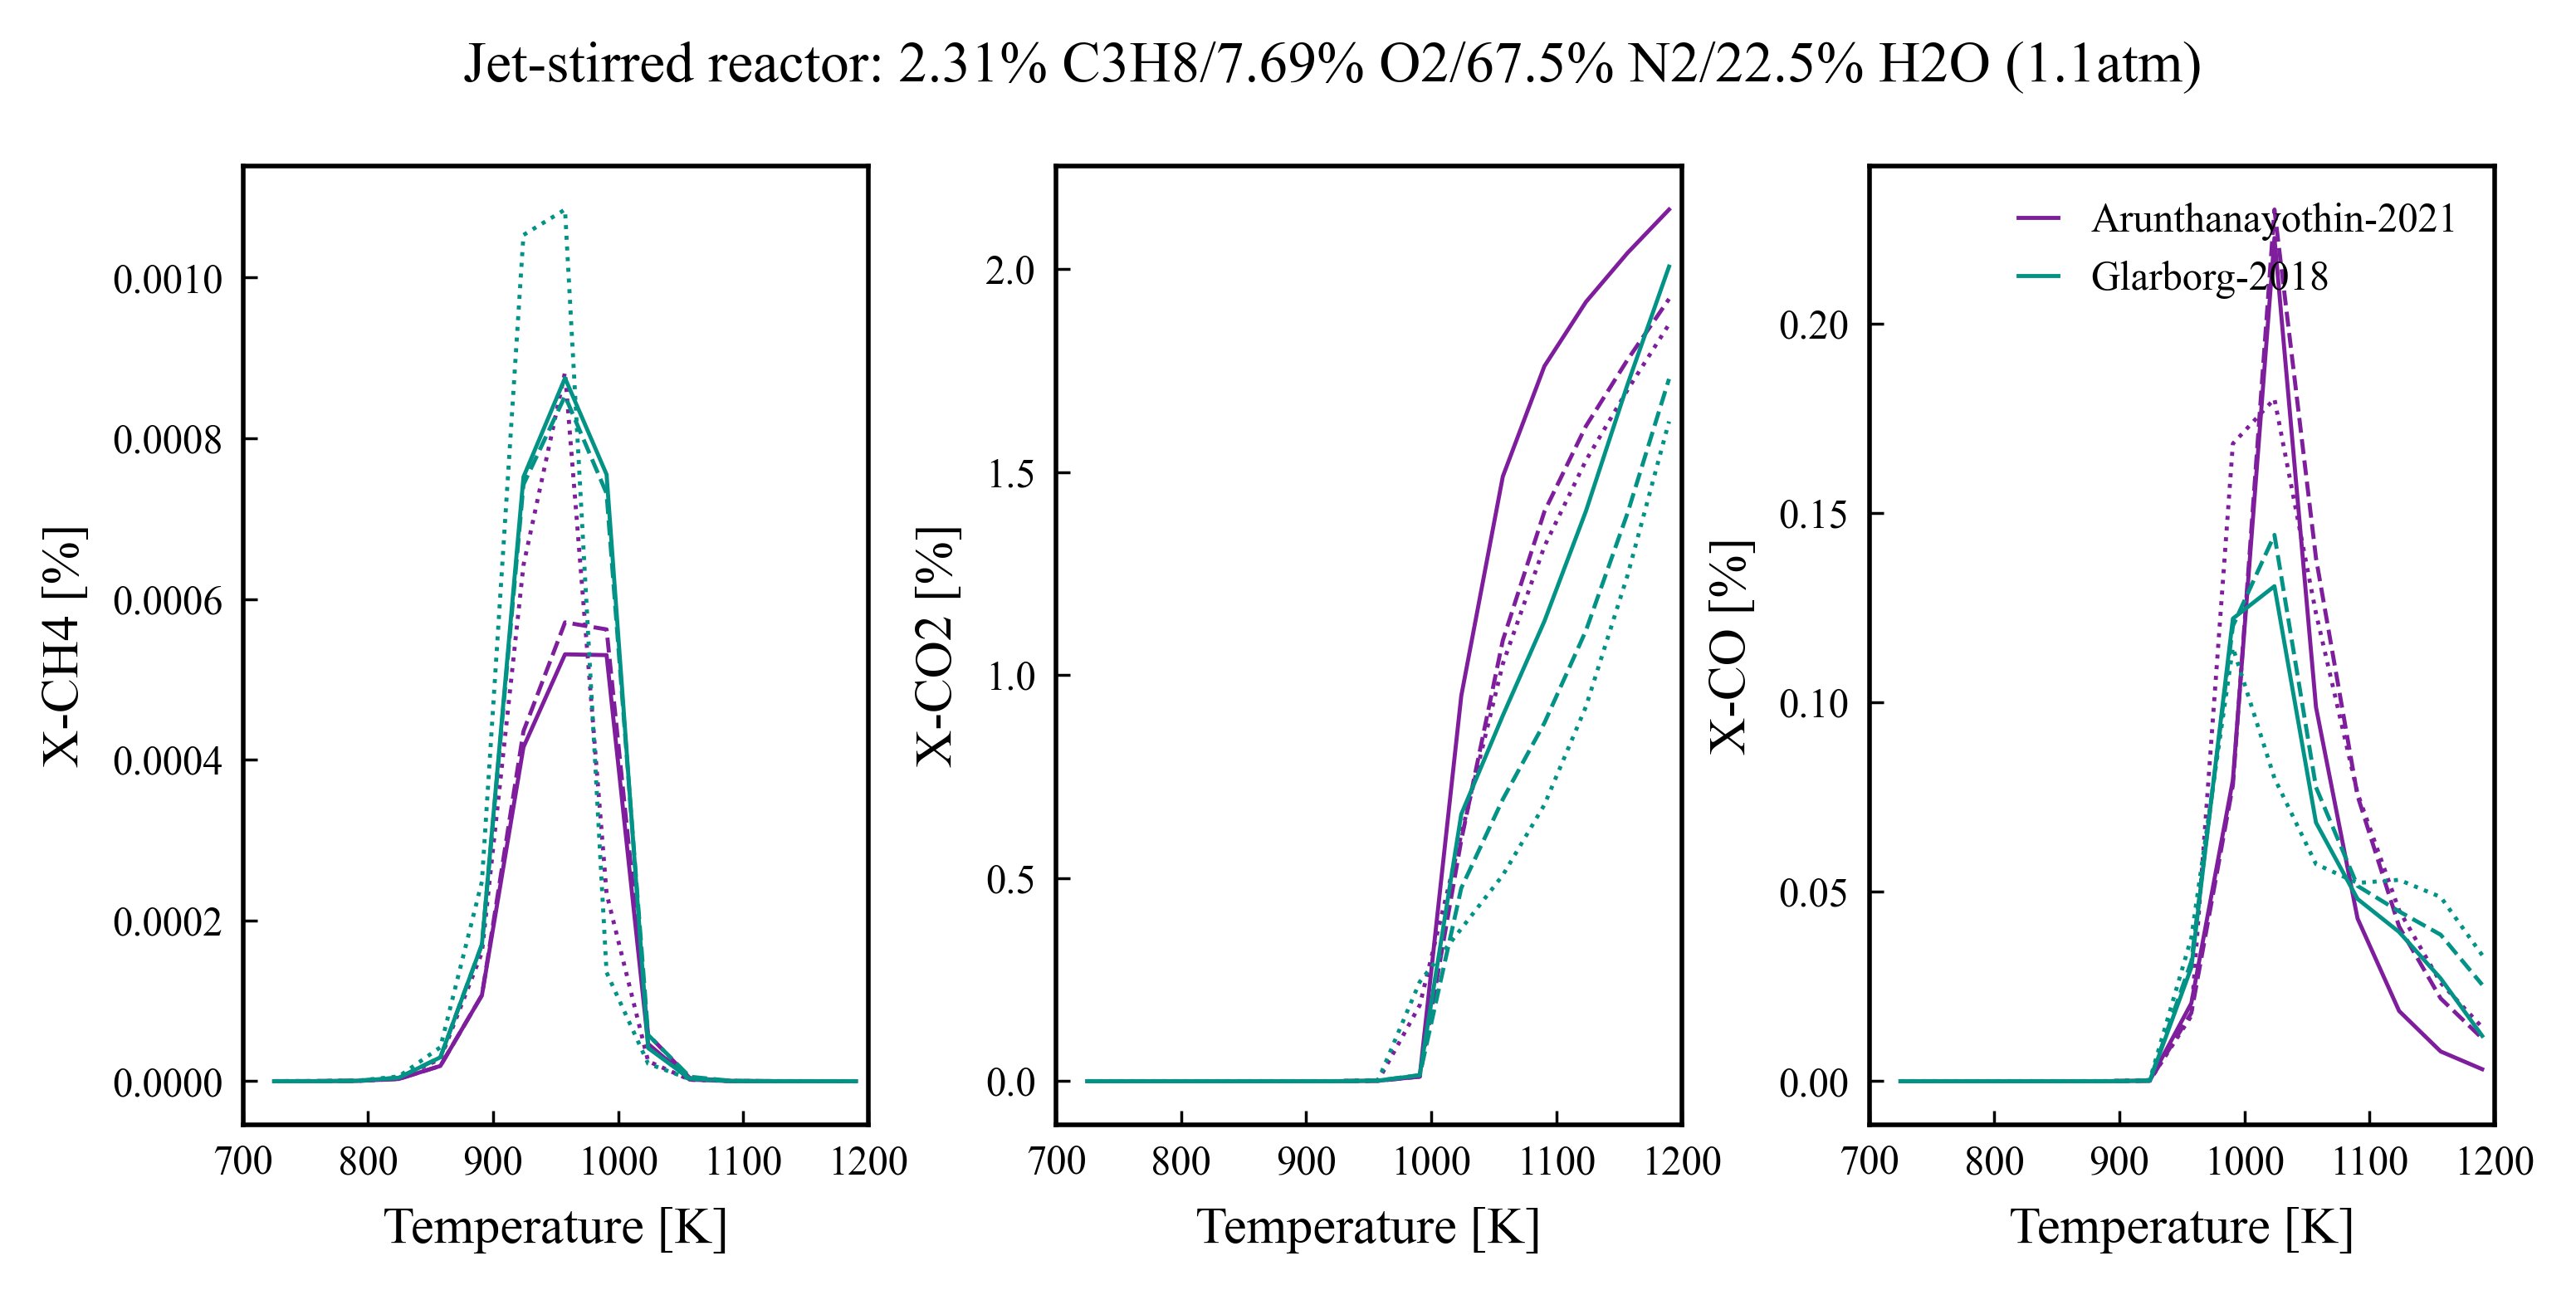 Jet-stirred reactor: 2.31% C3H8/7.69% O2/67.5% N2/22.5% H2O (1.1atm)
X-CH4 [%]
0.0010
0.0008
0.0006
0.0004
0.0002
0.0000
700 800 900 1000 1100 1200
Temperature [K]
X-CO2 [%]
2.0
1.5
1.0
0.5
0.0
700 800 900 1000 1100 1200
Temperature [K]
X-CO [%]
0.20
0.15
0.10
0.05
0.00
700 800 900 1000 1100 1200
Temperature [K]
Arunthanayothin-2021
Glarborg-2018